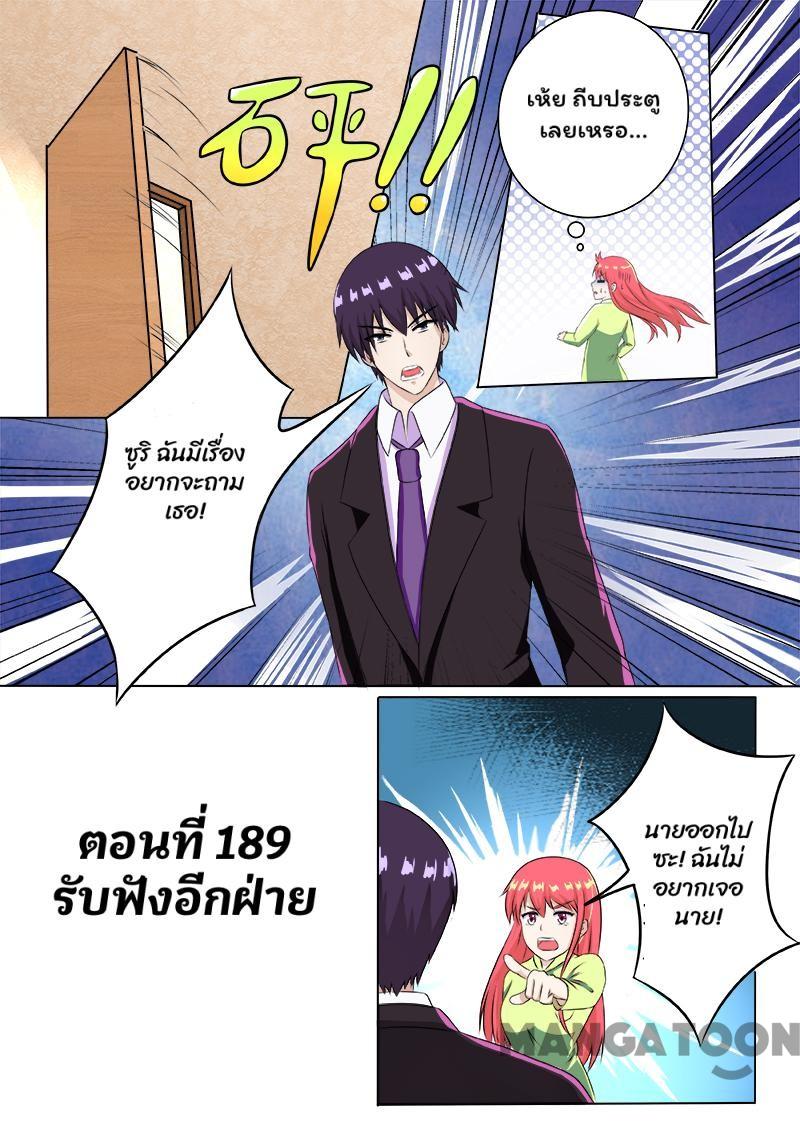 砰!!
เห้ย ถีบประตู
เลยเหรอ...
ซูริ ฉันมีเรื่อง
อยากจะถาม
เธอ!
ตอนที่ 189
รับฟังอีกฝ่าย
นายออกไป
ซะ! ฉันไม่
อยากเจอ
นาย!
MANGATOON